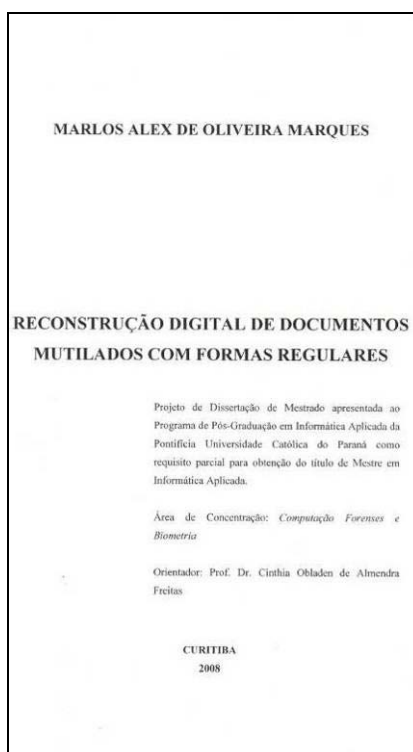 MARLOS ALEX DE OLIVEIRA MARQUES
RECONSTRUÇÃO DIGITAL DE DOCUMENTOS
MUTILADOS COM FORMAS REGULARES
Projeto de Dissertação de Mestrado apresentada ao
Programa de Pós-Graduação em Informática Aplicada da
Pontifícia Universidade Católica do Paraná como
requisito parcial para obtenção do título de Mestre em
Informática Aplicada.
Área de Concentração: Computação Forenses e
Biometria
Orientador: Prof. Dr. Cinthia Obladen de Almendra
Freitas
CURITIBA
2008